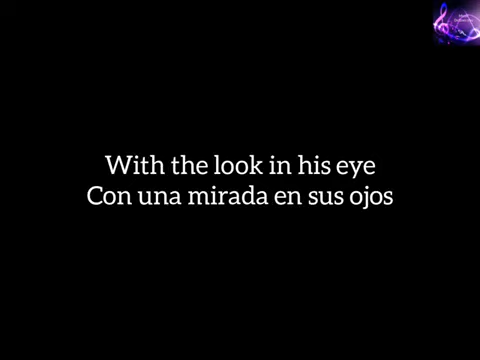 With the look in his eye
Con una mirada en sus ojos